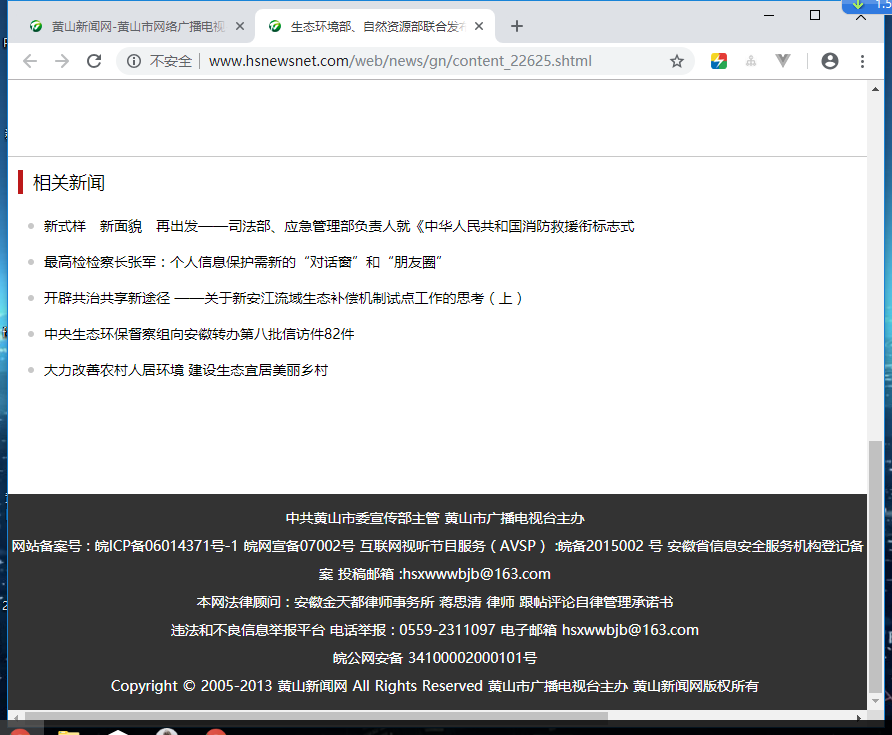 黄山新闻网-黄山市网络广播电视
生态环境部、自然资源部联合发布
1.5
不安全 www.hsnewsnet.com/web/news/gn/content_22625.shtml
相关新闻
新式样 新面貌 再出发——司法部、应急管理部负责人就《中华人民共和国消防救援衔标志式
最高检检察长张军：个人信息保护需新的“对话窗”和“朋友圈”
开辟共治共享新途径 ——关于新安江流域生态补偿机制试点工作的思考（上）
中央生态环保督察组向安徽转办第八批信访件82件
大力改善农村人居环境 建设生态宜居美丽乡村
中共黄山市委宣传部主管 黄山市广播电视台主办
网站备案号：皖ICP备06014371号-1 皖网宣备07002号 互联网视听节目服务（AVSP）:皖备2015002 号 安徽省信息安全服务机构登记备
案 投稿邮箱 :hsxwwwbjb@163.com
本网法律顾问：安徽金天都律师事务所 蒋思清 律师 跟帖评论自律管理承诺书
违法和不良信息举报平台 电话举报：0559-2311097 电子邮箱 hsxwwbjb@163.com
皖公网安备 34100002000101号
Copyright © 2005-2013 黄山新闻网 All Rights Reserved 黄山市广播电视台主办 黄山新闻网版权所有